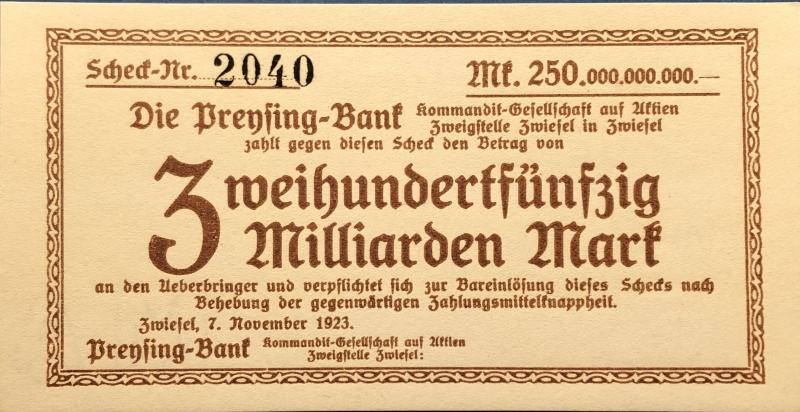 Scheck-Nr. 2040
Mk. 250.000.000.000.—
Die Preysing-Bank Kommandit-Gesellschaft auf Aktien
Zweigstelle Zwiesel in Zwiesel
zahlt gegen diesen Scheck den Betrag von
Zweihundertfünfzig
Milliarden Mark
an den Ueberbringer und verpflichtet sich zur Bareinlösung dieses Schecks nach
Behebung der gegenwärtigen Zahlungsmittelknappheit.
Zwiesel, 7. November 1923.
Preysing-Bank Kommandit-Gesellschaft auf Aktien
Zweigstelle Zwiesel: